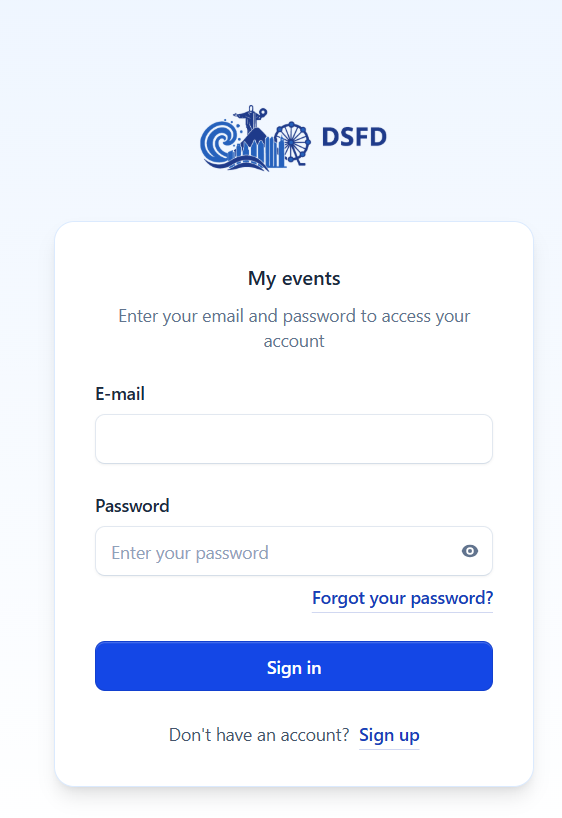 DSFD
My events
Enter your email and password to access your
account
E-mail
Password
Enter your password
Forgot your password?
Sign in
Don't have an account? Sign up